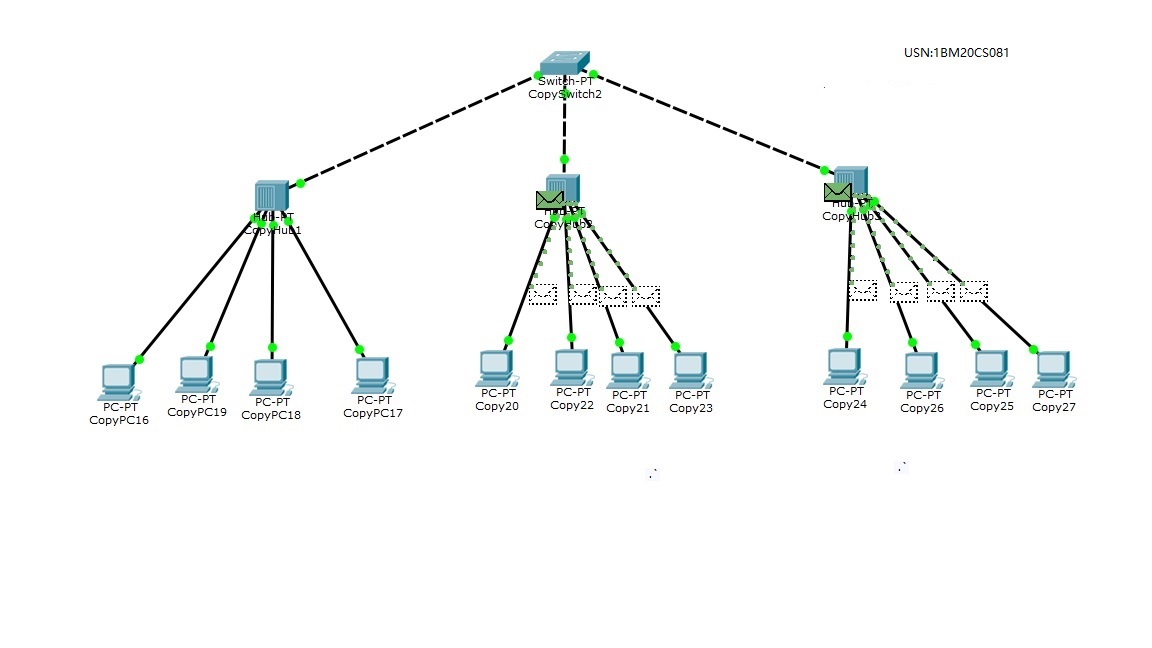 USN:1BM20CS081
Switch-PT
CopySwitch2
Hub-PT
CopyHub1
Hub-PT
CopyHub2
Hub-PT
CopyHub3
PC-PT
CopyPC16
PC-PT
CopyPC19
PC-PT
CopyPC18
PC-PT
CopyPC17
PC-PT
Copy20
PC-PT
Copy22
PC-PT
Copy21
PC-PT
Copy23
PC-PT
Copy24
PC-PT
Copy26
PC-PT
Copy25
PC-PT
Copy27